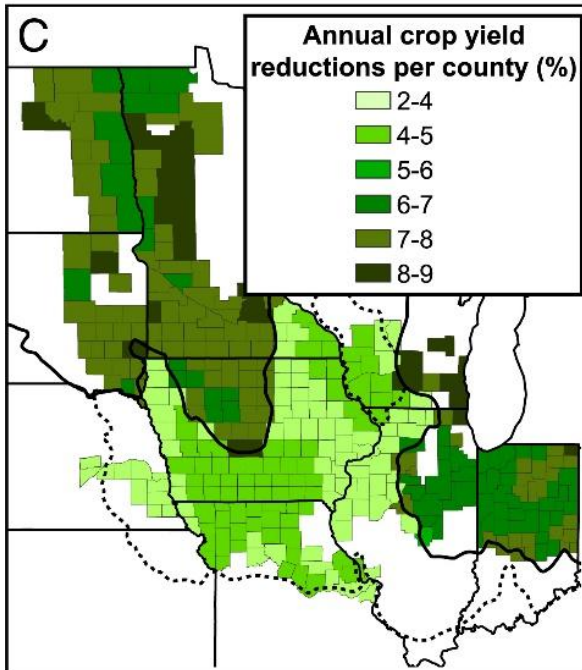 C
Annual crop yield
reductions per county (%)
2-4
4-5
5-6
6-7
7-8
8-9